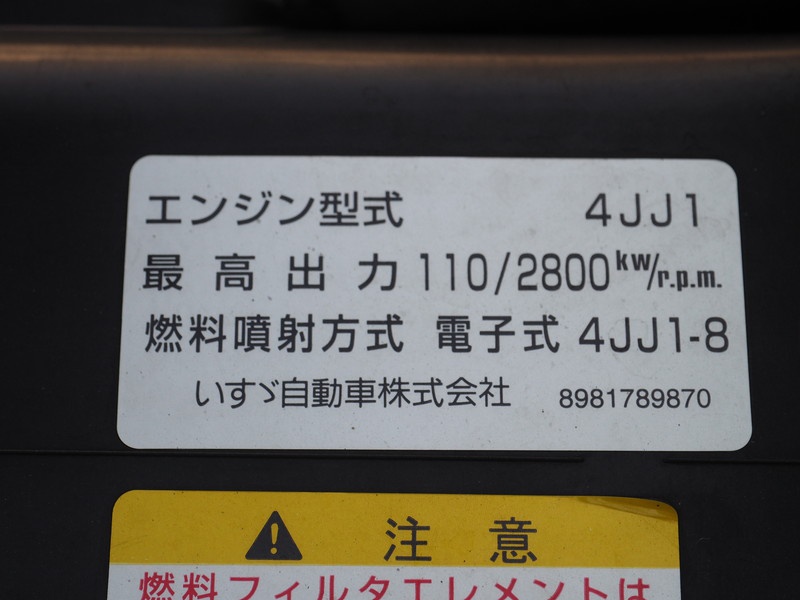 エンジン型式 4JJ1
最高出力 110/2800kW/r.p.m.
燃料噴射方式 電子式 4JJ1-8
いすゞ自動車株式会社 8981789870
注意
燃料フィルタエレメントは